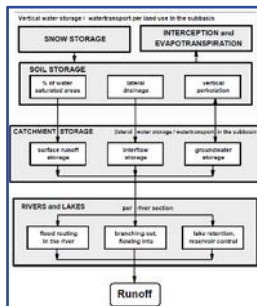 Vertical water storage / watertransport per land use in the subbasin
SNOW STORAGE
INTERCEPTION and
EVAPOTRANSPIRATION
SOIL STORAGE
% of water
saturated areas
lateral
drainage
vertical
perkolation
CATCHMENT STORAGE
(lateral water storage / watertransport in the subbasin
surface runoff
storage
interflow
storage
groundwater
storage
RIVERS and LAKES
per river section
flood routing
in the river
branching out,
flowing into
lake retention,
reservoir control
Runoff